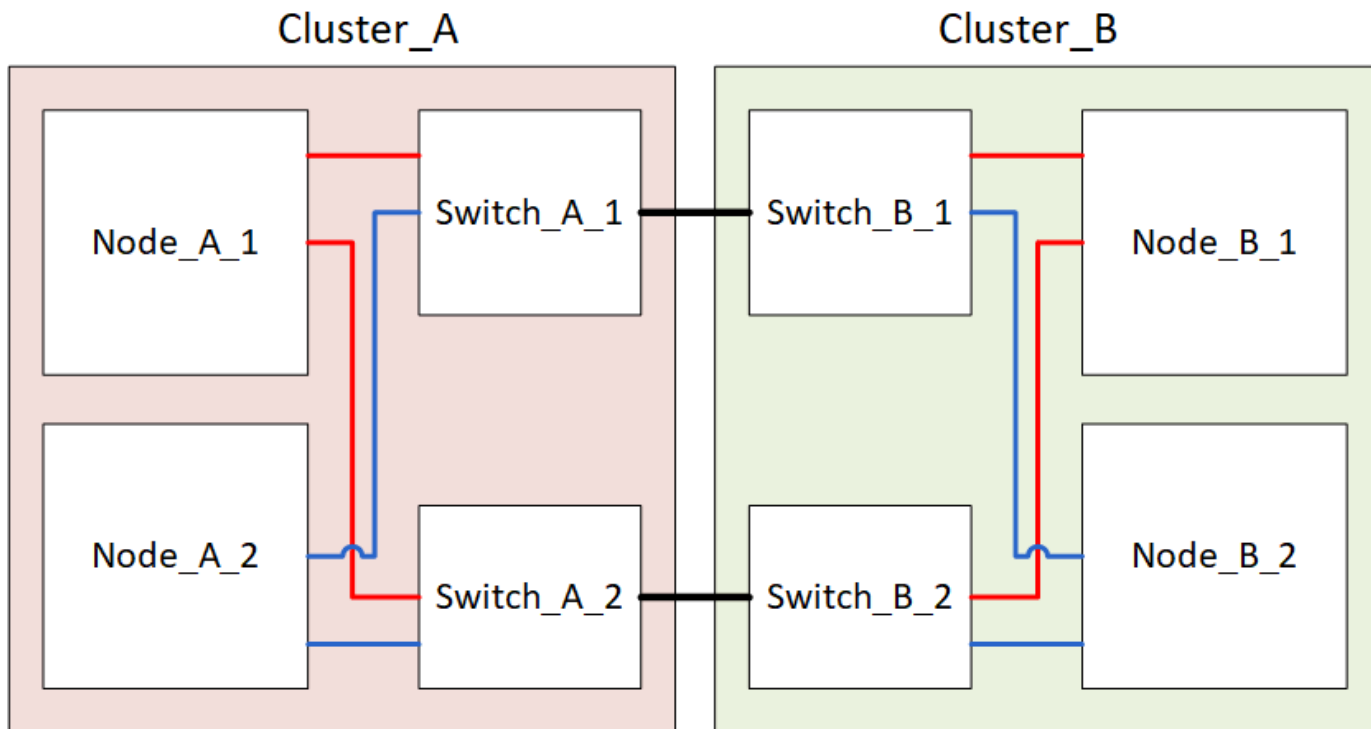 Cluster_A
Cluster_B
Node_A_1
Switch_A_1
Switch_B_1
Node_B_1
Node_A_2
Switch_A_2
Switch_B_2
Node_B_2